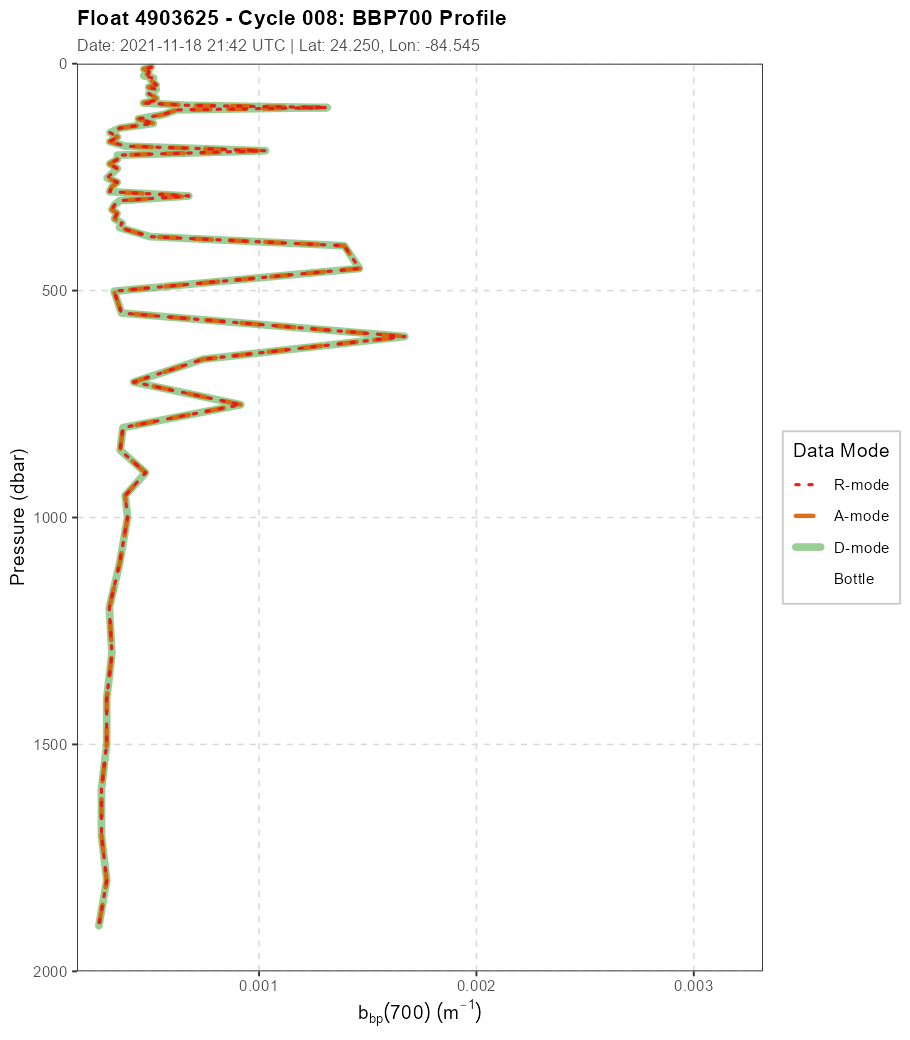 Float 4903625 - Cycle 008: BBP700 Profile
Date: 2021-11-18 21:42 UTC | Lat: 24.250, Lon: -84.545
0
500
1000
1500
2000
Pressure (dbar)
0.001
0.002
0.003
b_bp(700) (m⁻¹)
Data Mode
R-mode
A-mode
D-mode
Bottle